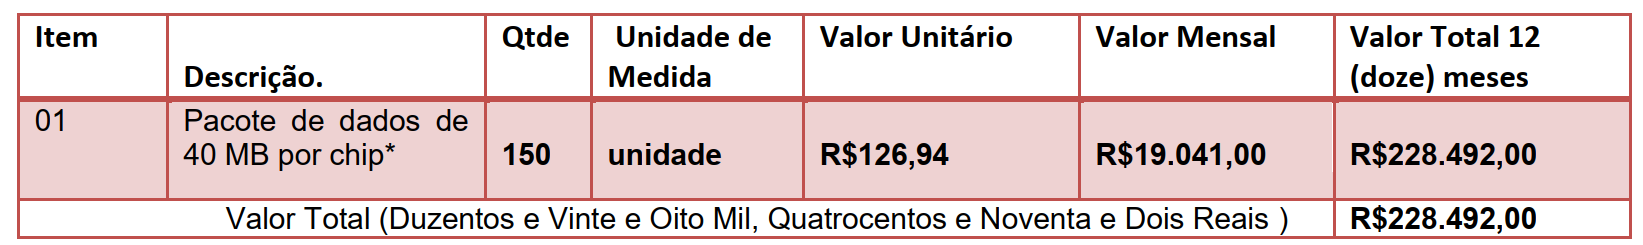 Item
Descrição.
Qtde
Unidade de
Medida
Valor Unitário
Valor Mensal
Valor Total 12
(doze) meses
01
Pacote de dados de
40 MB por chip*
150
unidade
R$126,94
R$19.041,00
R$228.492,00
Valor Total (Duzentos e Vinte e Oito Mil, Quatrocentos e Noventa e Dois Reais )
R$228.492,00